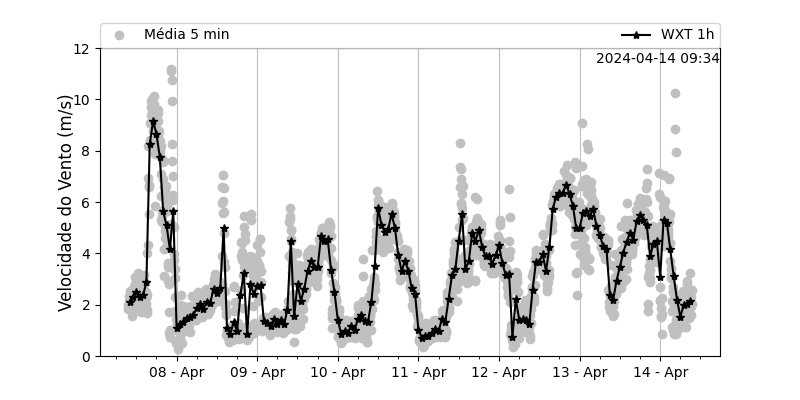 Média 5 min
WXT 1h
2024-04-14 09:34
Velocidade do Vento (m/s)
12
10
8
6
4
2
0
08 - Apr
09 - Apr
10 - Apr
11 - Apr
12 - Apr
13 - Apr
14 - Apr